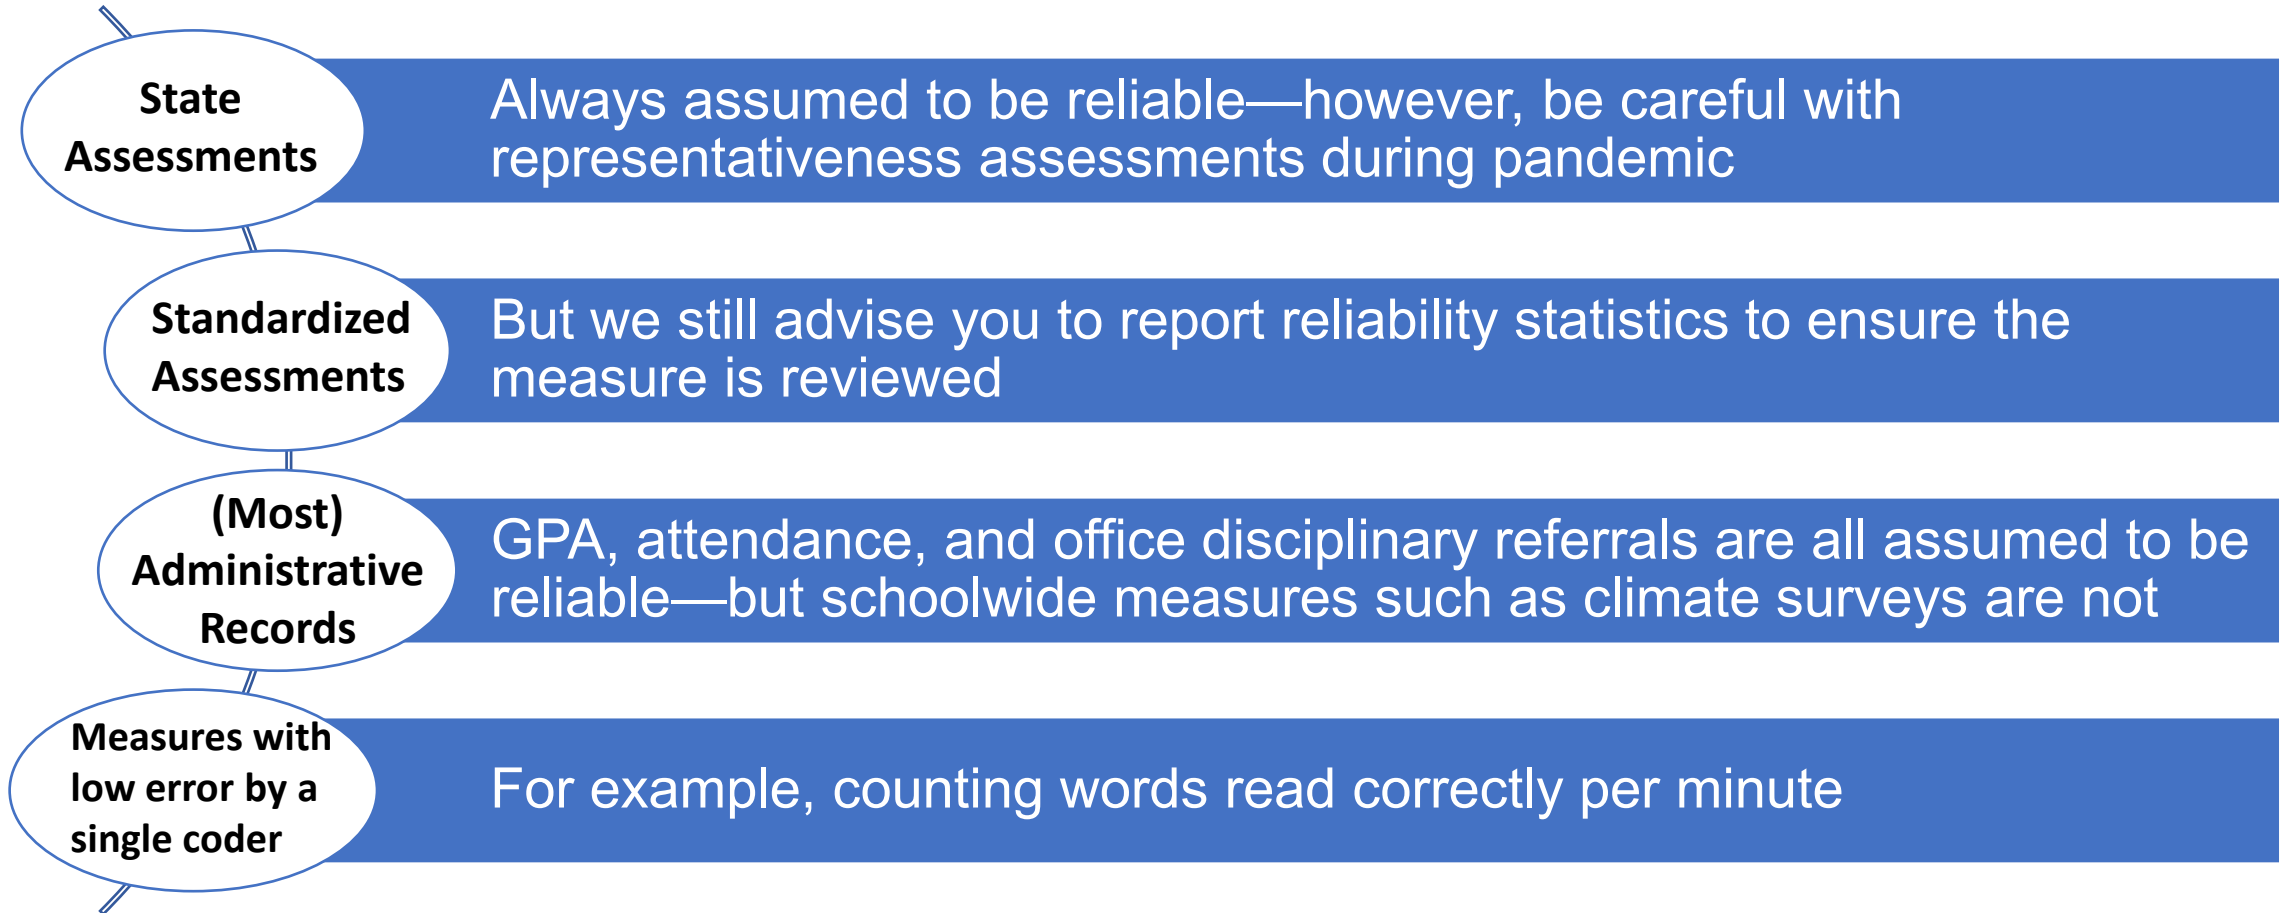 State
Assessments
Always assumed to be reliable—however, be careful with
representativeness assessments during pandemic
Standardized
Assessments
But we still advise you to report reliability statistics to ensure the
measure is reviewed
(Most)
Administrative
Records
GPA, attendance, and office disciplinary referrals are all assumed to be
reliable—but schoolwide measures such as climate surveys are not
Measures with
low error by a
single coder
For example, counting words read correctly per minute